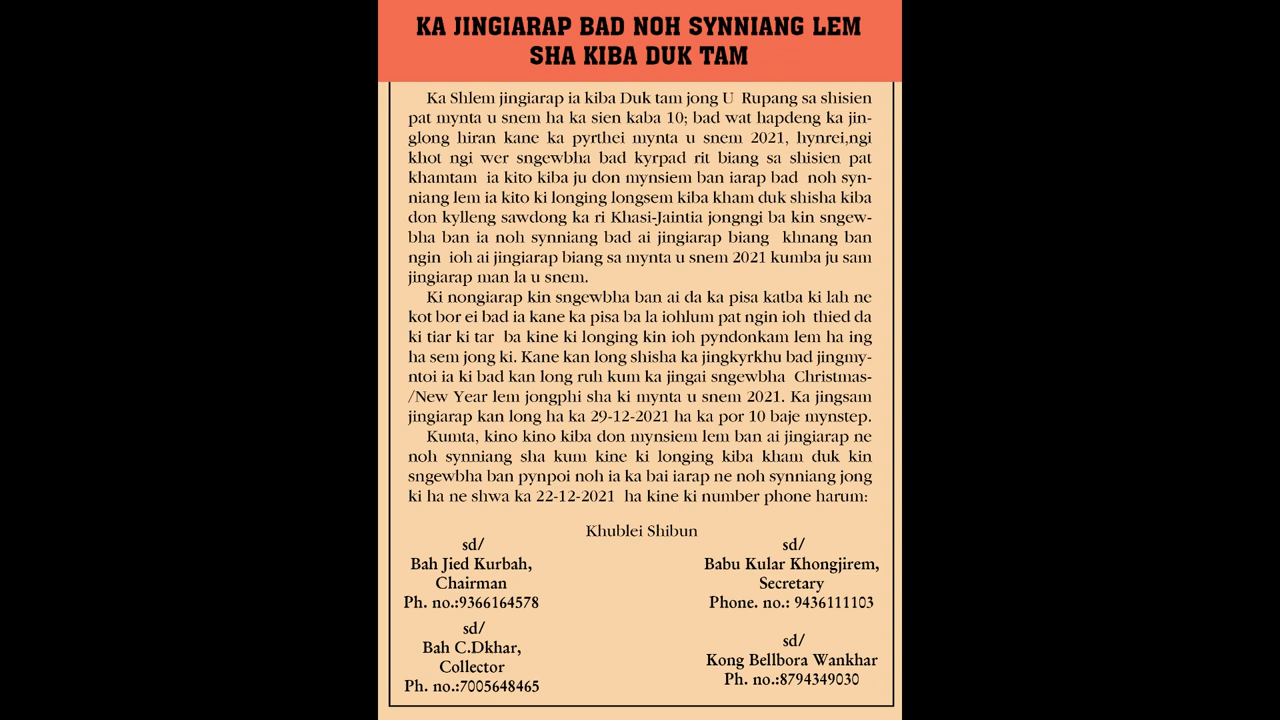 KA JINGIARAP BAD NOH SYNNIANG LEM
SHA KIBA DUK TAM
Ka Shlem jingiarap ia kiba Duk tam jong U Rupang sa shisien
pat mynta u snem ha ka sien kaba 10; bad wat hapdeng ka jin-
glong hiran kane ka pyrthei mynta u snem 2021, hynrei,ngi
khot ngi wer sngewbha bad kyrpad rit biang sa shisien pat
khamtam ia kito kiba ju don mynsiem ban iarap bad noh syn-
niang lem ia kito ki longing longsem kiba kham duk shisha kiba
don kylleng sawdong ka ri Khasi-Jaintia jongngi ba kin sngew-
bha ban ia noh synniang bad ai jingiarap biang khnang ban
ngin ioh ai jingiarap biang sa mynta u snem 2021 kumba ju sam
jingiarap man la u snem.
Ki nongiarap kin sngewbha ban ai da ka pisa katba ki lah ne
kot bor ei bad ia kane ka pisa ba la iohlum pat ngin ioh thied da
ki tiar ki tar ba kine ki longing kin ioh pyndonkam lem ha ing
ha sem jong ki. Kane kan long shisha ka jingkyrkhu bad jingmy-
ntoi ia ki bad kan long ruh kum ka jingai sngewbha Christmas-
/New Year lem jongphi sha ki mynta u snem 2021. Ka jingsam
jingiarap kan long ha ka 29-12-2021 ha ka por 10 baje mynstep.
Kumta, kino kino kiba don mynsiem lem ban ai jingiarap ne
noh synniang sha kum kine ki longing kiba kham duk kin
sngewbha ban pynpoi noh ia ka bai iarap ne noh synniang jong
ki ha ne shwa ka 22-12-2021 ha kine ki number phone harum:
Khublei Shibun
sd/
Bah Jied Kurbah,
Chairman
Ph. no.:9366164578
sd/
Babu Kular Khongjirem,
Secretary
Phone. no.: 9436111103
sd/
Bah C.Dkhar,
Collector
Ph. no.:7005648465
sd/
Kong Bellbora Wankhar
Ph. no.:8794349030